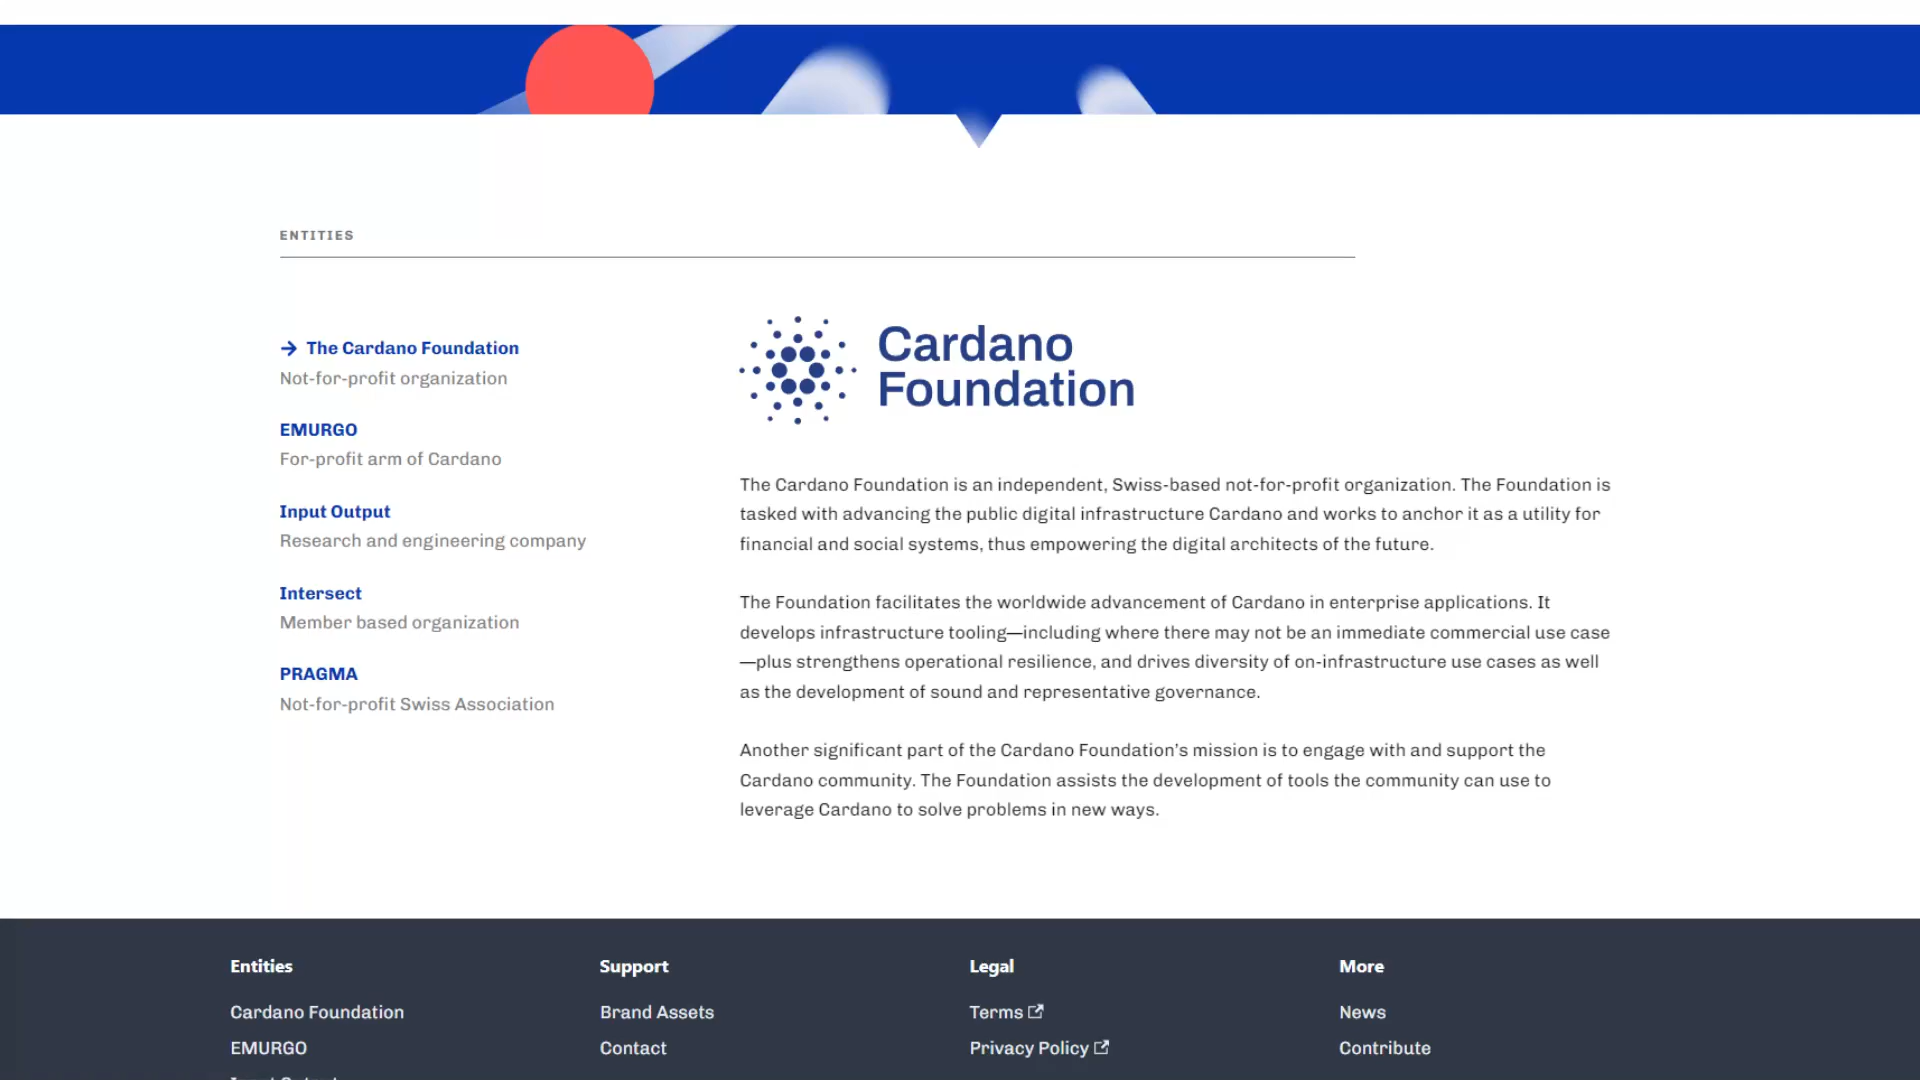 ENTITIES
The Cardano Foundation
Not-for-profit organization
EMURGO
For-profit arm of Cardano
Input Output
Research and engineering company
Intersect
Member based organization
PRAGMA
Not-for-profit Swiss Association
Cardano
Foundation
The Cardano Foundation is an independent, Swiss-based not-for-profit organization. The Foundation is
tasked with advancing the public digital infrastructure Cardano and works to anchor it as a utility for
financial and social systems, thus empowering the digital architects of the future.
The Foundation facilitates the worldwide advancement of Cardano in enterprise applications. It
develops infrastructure tooling—including where there may not be an immediate commercial use case
—plus strengthens operational resilience, and drives diversity of on-infrastructure use cases as well
as the development of sound and representative governance.
Another significant part of the Cardano Foundation's mission is to engage with and support the
Cardano community. The Foundation assists the development of tools the community can use to
leverage Cardano to solve problems in new ways.
Entities
Cardano Foundation
EMURGO
Support
Brand Assets
Contact
Legal
Terms
Privacy Policy
More
News
Contribute